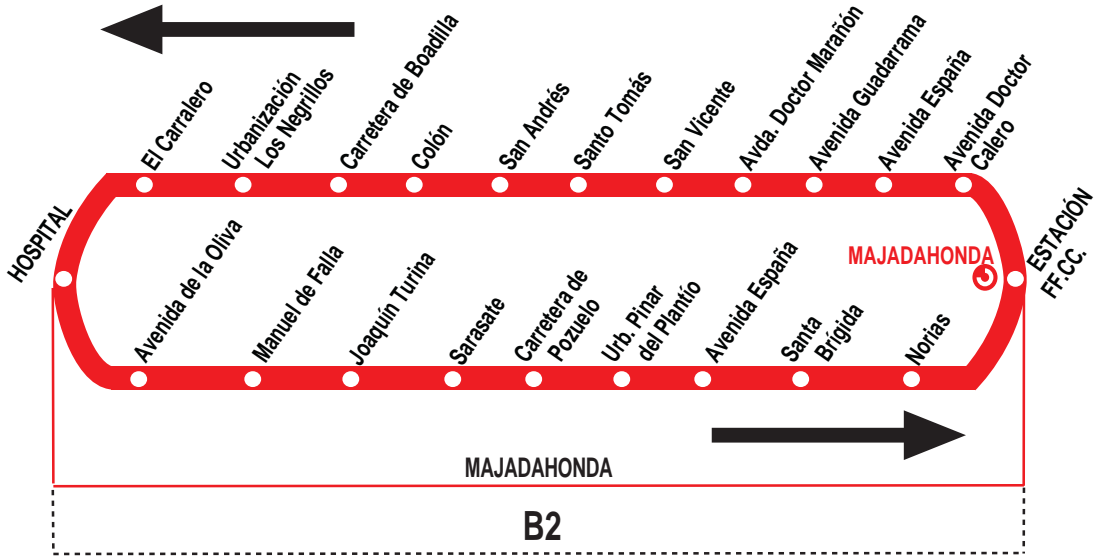 El Carralero
Urbanización
Los Negrillos
Carretera de Boadilla
Colón
San Andrés
Santo Tomás
San Vicente
Avda. Doctor Marañón
Avenida Guadarrama
Avenida España
Avenida Doctor
Calero
HOSPITAL
MAJADAHONDA
ESTACIÓN
FF.CC.
Avenida de la Oliva
Manuel de Falla
Joaquín Turina
Sarasate
Carretera de
Pozuelo
Urb. Pinar
del Plantío
Avenida España
Santa
Brígida
Norias
MAJADAHONDA
B2